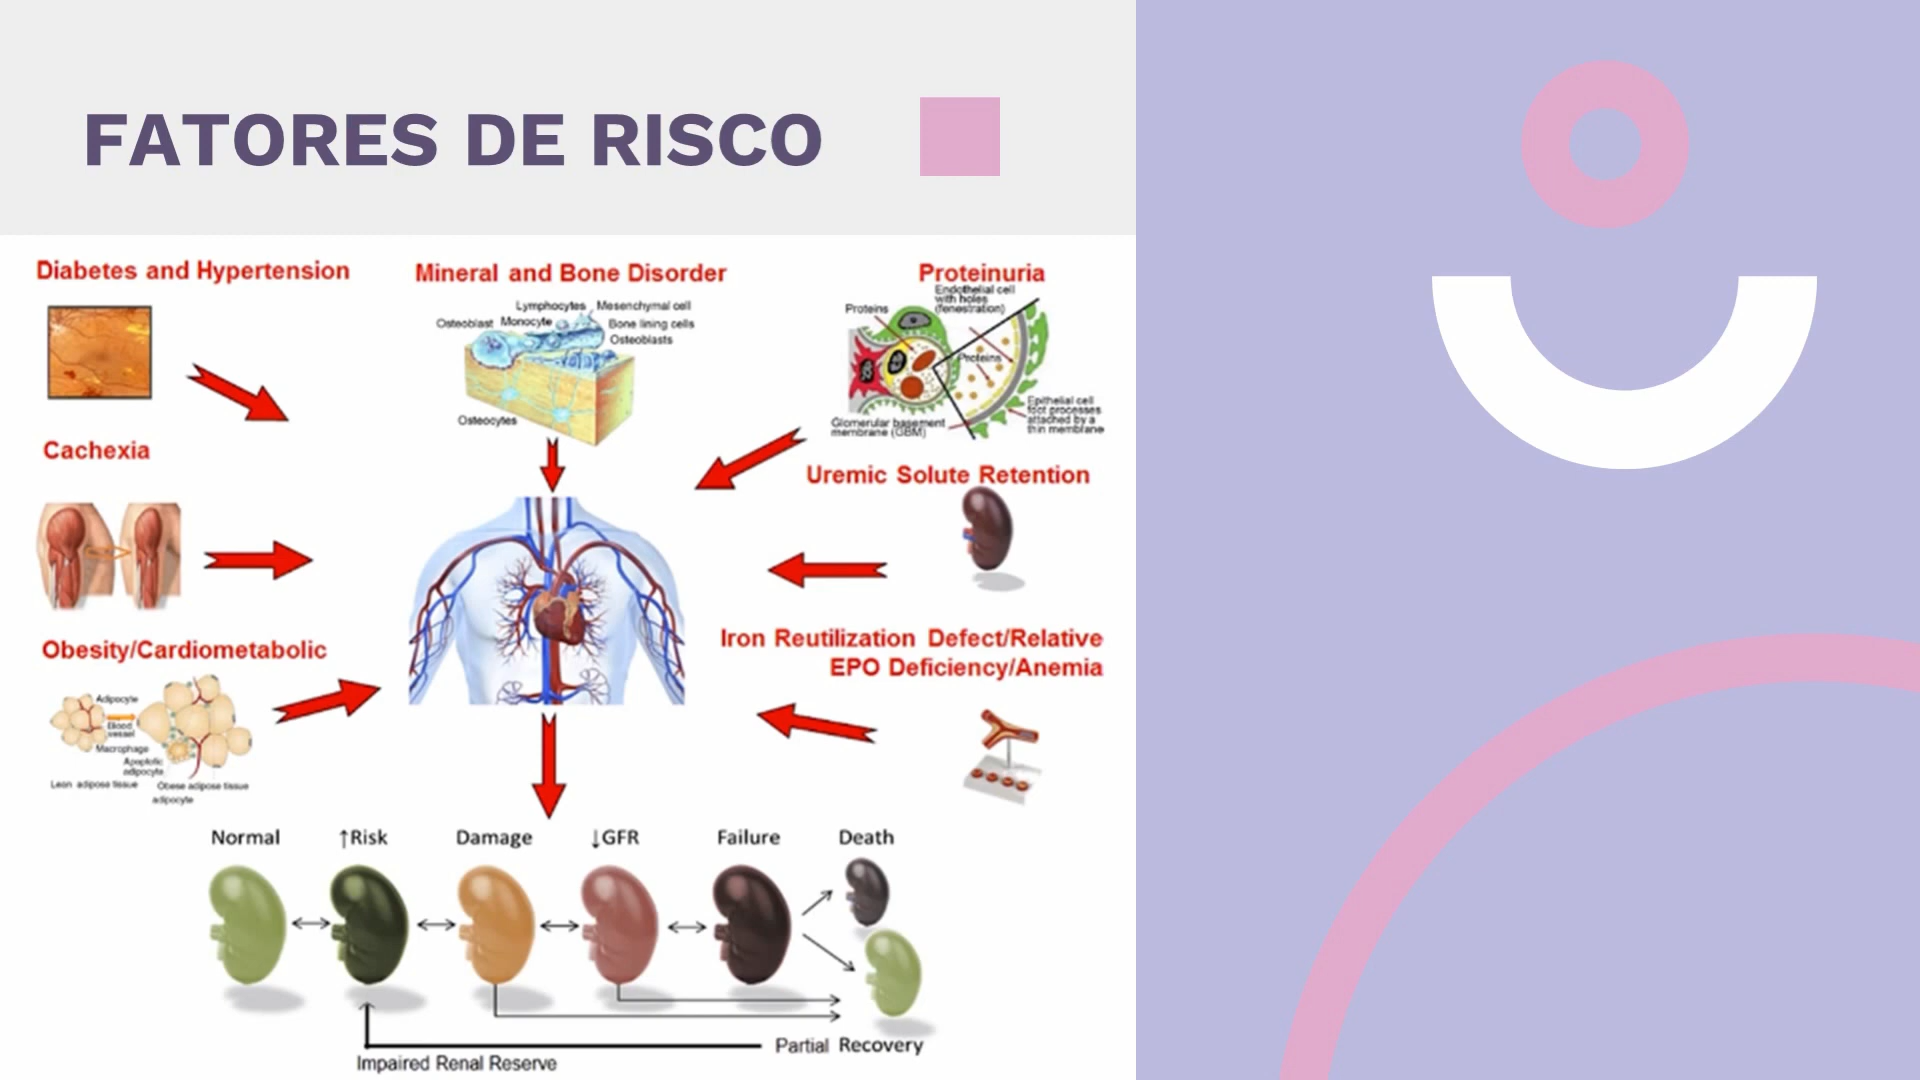 FATORES DE RISCO
Diabetes and Hypertension
Mineral and Bone Disorder
Lymphocytes
Mesenchymal cell
Osteoblast
Monocyte
Bone lining cells
Osteoblasts
Osteocytes
Proteinuria
Endothelial cell
with holes
(fenestration)
Proteins
Proteins
Glomerular basement
membrane (GBM)
Epithelial cell
foot processes
attached by a
thin membrane
Cachexia
Uremic Solute Retention
Obesity/Cardiometabolic
Adipocyte
Blood
vessel
Macrophage
Apoptotic
adipocyte
Lean adipose tissue
Obese adipose tissue
adipocyte
Iron Reutilization Defect/Relative
EPO Deficiency/Anemia
Normal
↑Risk
Damage
↓GFR
Failure
Death
Partial Recovery
Impaired Renal Reserve